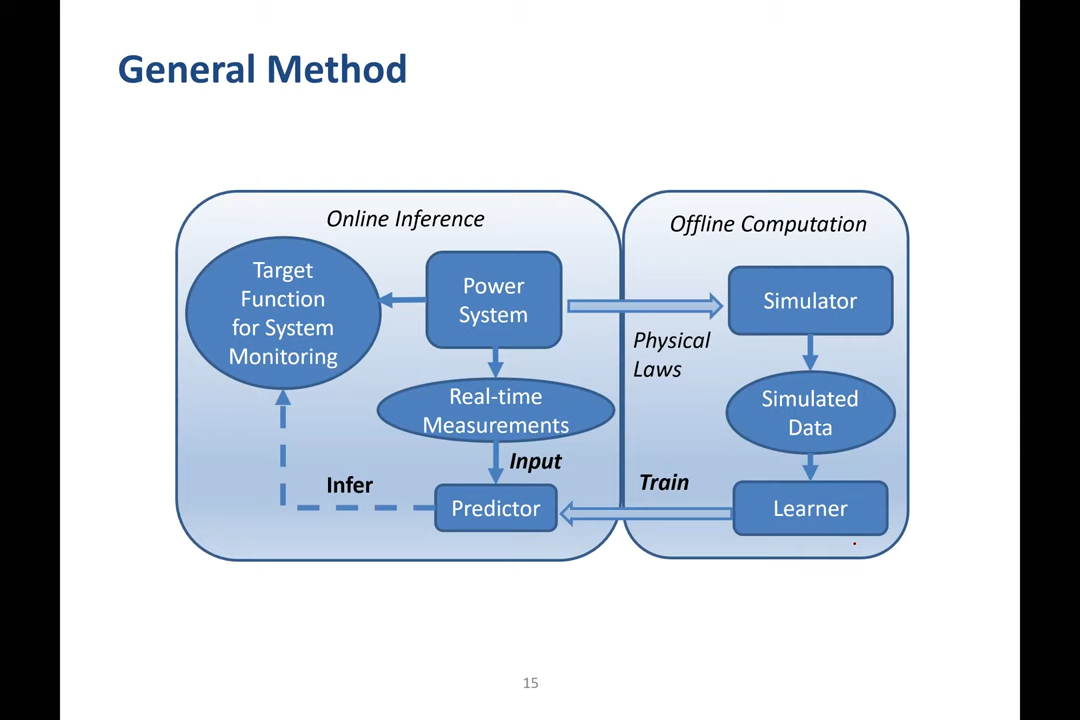 General Method
Online Inference
Target
Function
for System
Monitoring
Power
System
Real-time
Measurements
Input
Infer
Predictor
Offline Computation
Simulator
Physical
Laws
Simulated
Data
Train
Learner
15